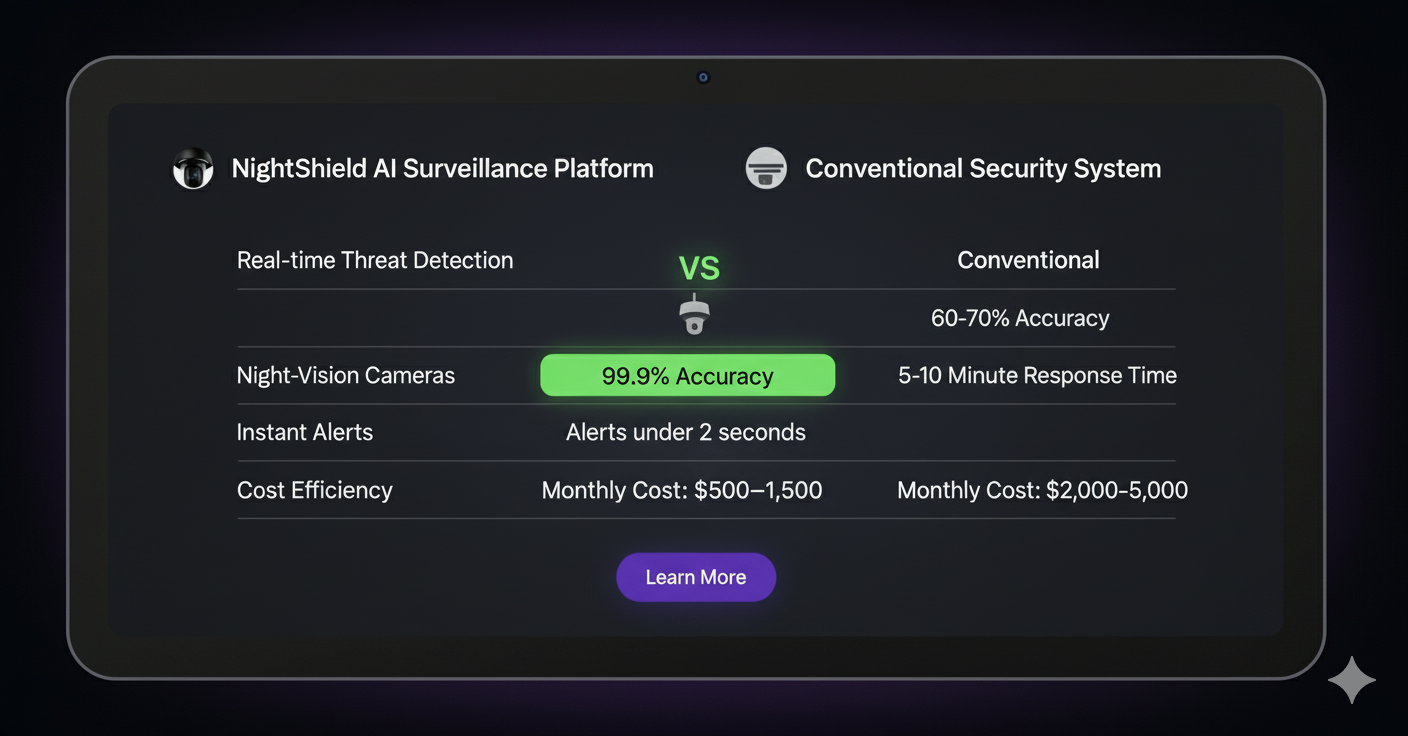 NightShield AI Surveillance Platform
Conventional Security System
Real-time Threat Detection
VS
Conventional
60-70% Accuracy
Night-Vision Cameras
99.9% Accuracy
5-10 Minute Response Time
Instant Alerts
Alerts under 2 seconds
Cost Efficiency
Monthly Cost: $500–1,500
Monthly Cost: $2,000-5,000
Learn More